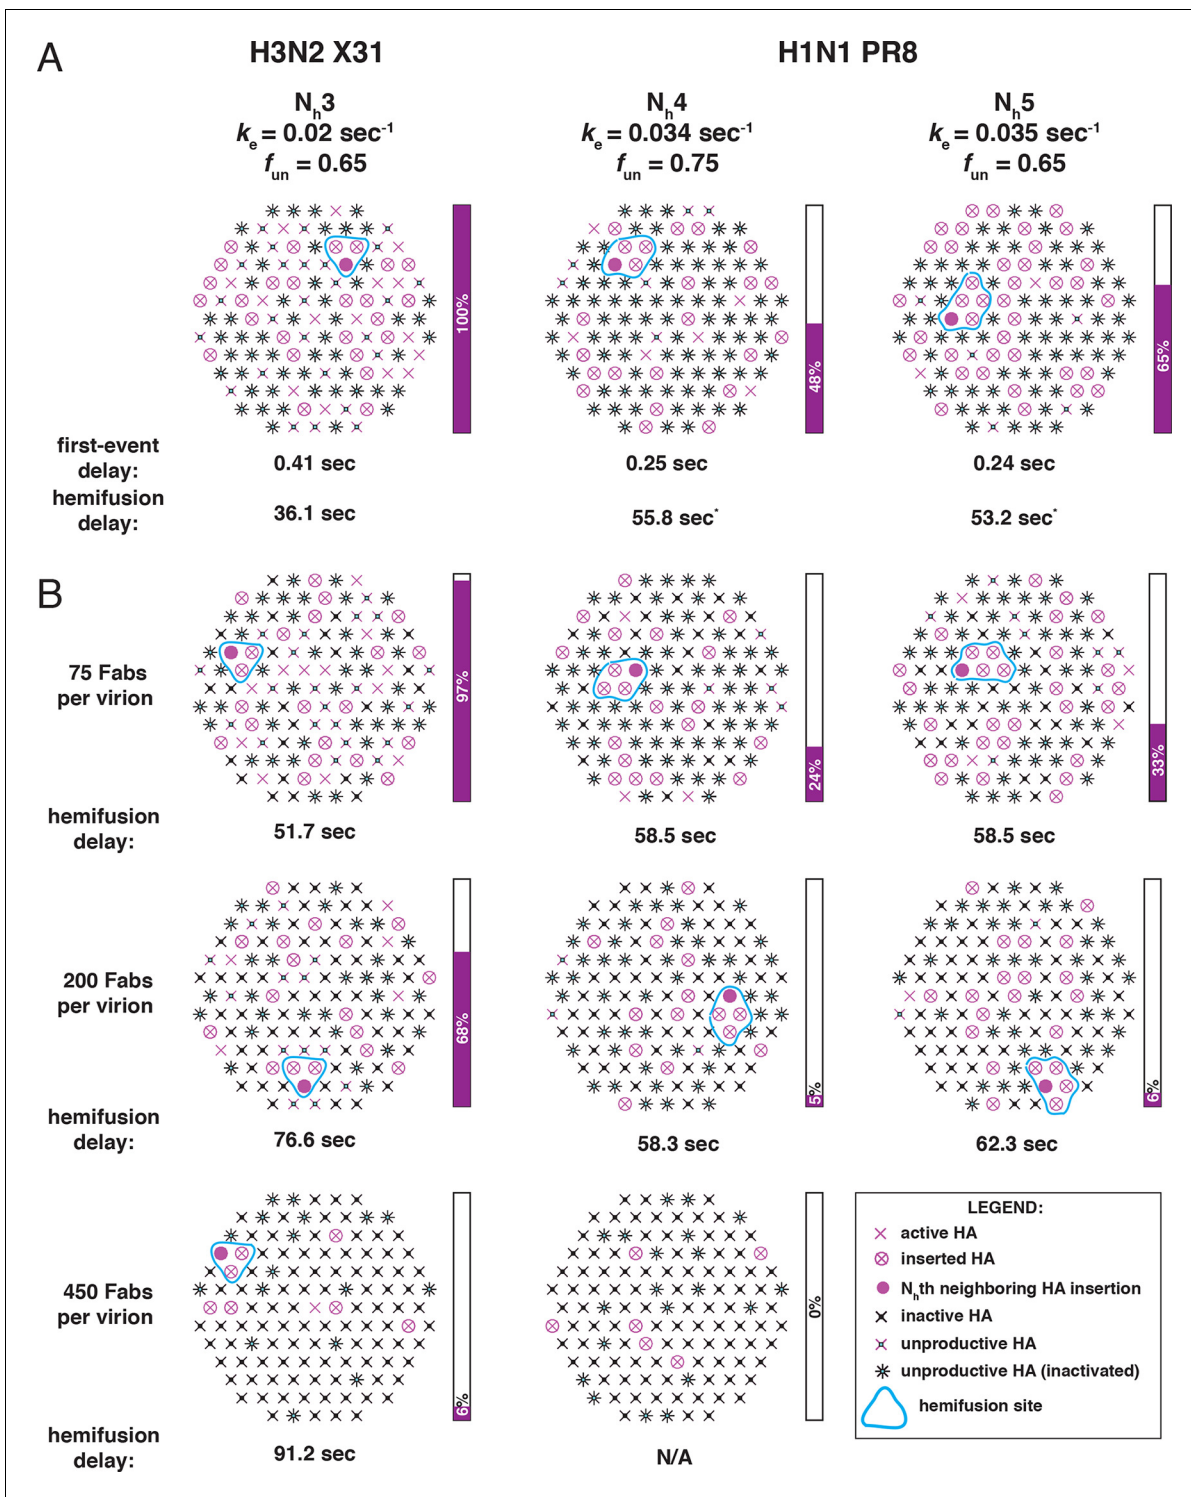 A
H3N2 X31
H1N1 PR8
Nh3
ke = 0.02 sec-1
fun = 0.65
Nh4
ke = 0.034 sec-1
fun = 0.75
Nh5
ke = 0.035 sec-1
fun = 0.65
100%
48%
65%
first-event
delay:
0.41 sec
0.25 sec
0.24 sec
hemifusion
delay:
36.1 sec
55.8 sec*
53.2 sec*
B
75 Fabs
per virion
97%
24%
33%
hemifusion
delay:
51.7 sec
58.5 sec
58.5 sec
200 Fabs
per virion
68%
5%
6%
hemifusion
delay:
76.6 sec
58.3 sec
62.3 sec
450 Fabs
per virion
6%
0%
hemifusion
delay:
91.2 sec
N/A
LEGEND:
active HA
inserted HA
Nhth neighboring HA insertion
inactive HA
unproductive HA
unproductive HA (inactivated)
hemifusion site